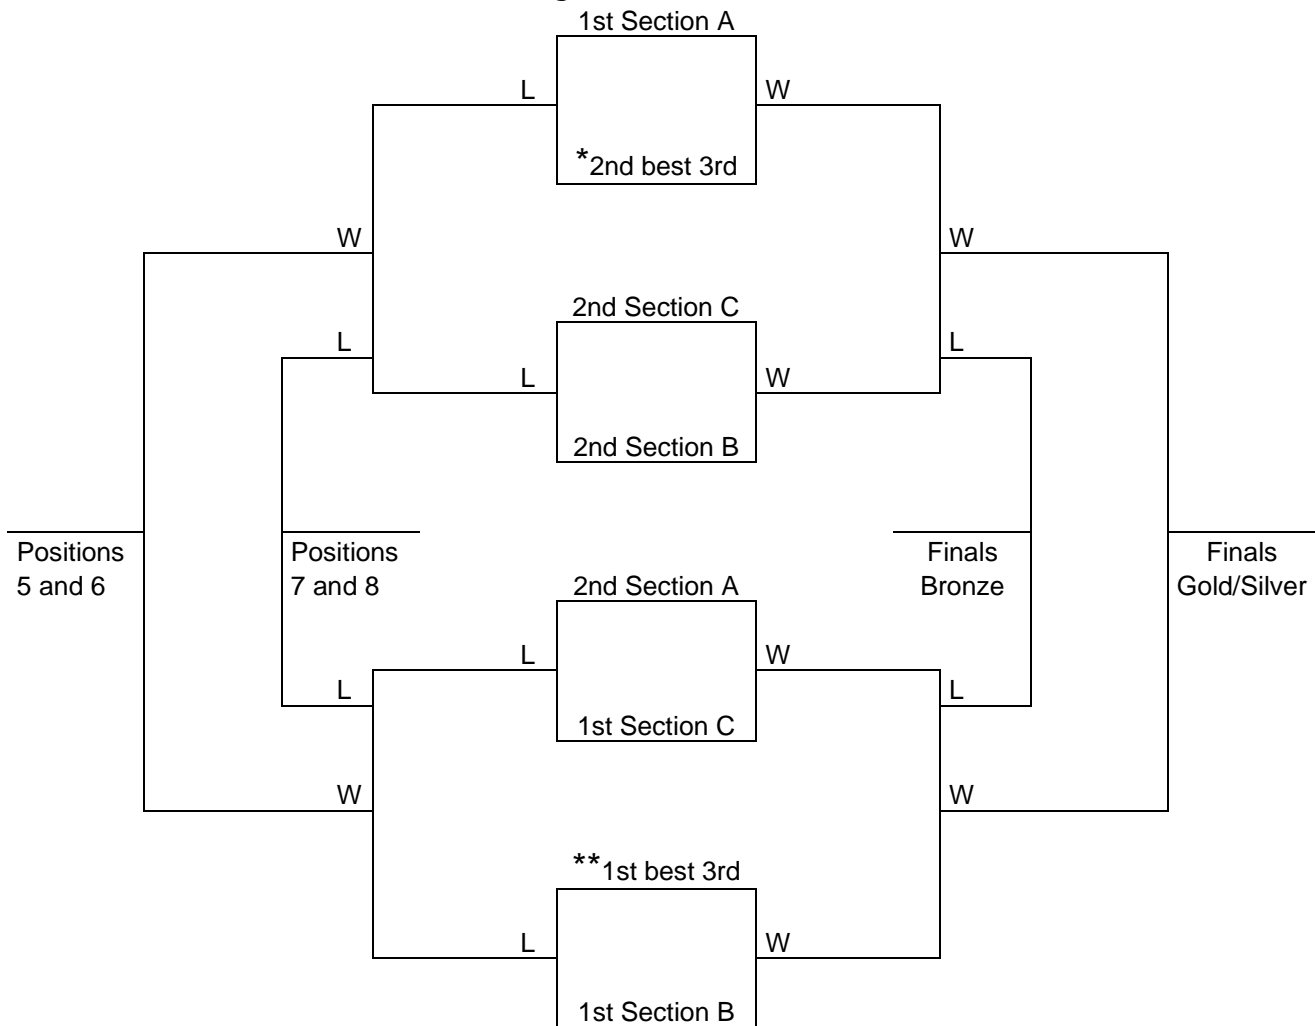 1st Section A
L
W
*2nd best 3rd
W
W
2nd Section C
L
L
L
W
2nd Section B
Positions
5 and 6
Positions
7 and 8
Finals
Bronze
Finals
Gold/Silver
2nd Section A
L
W
L
L
1st Section C
W
W
**1st best 3rd
L
W
1st Section B